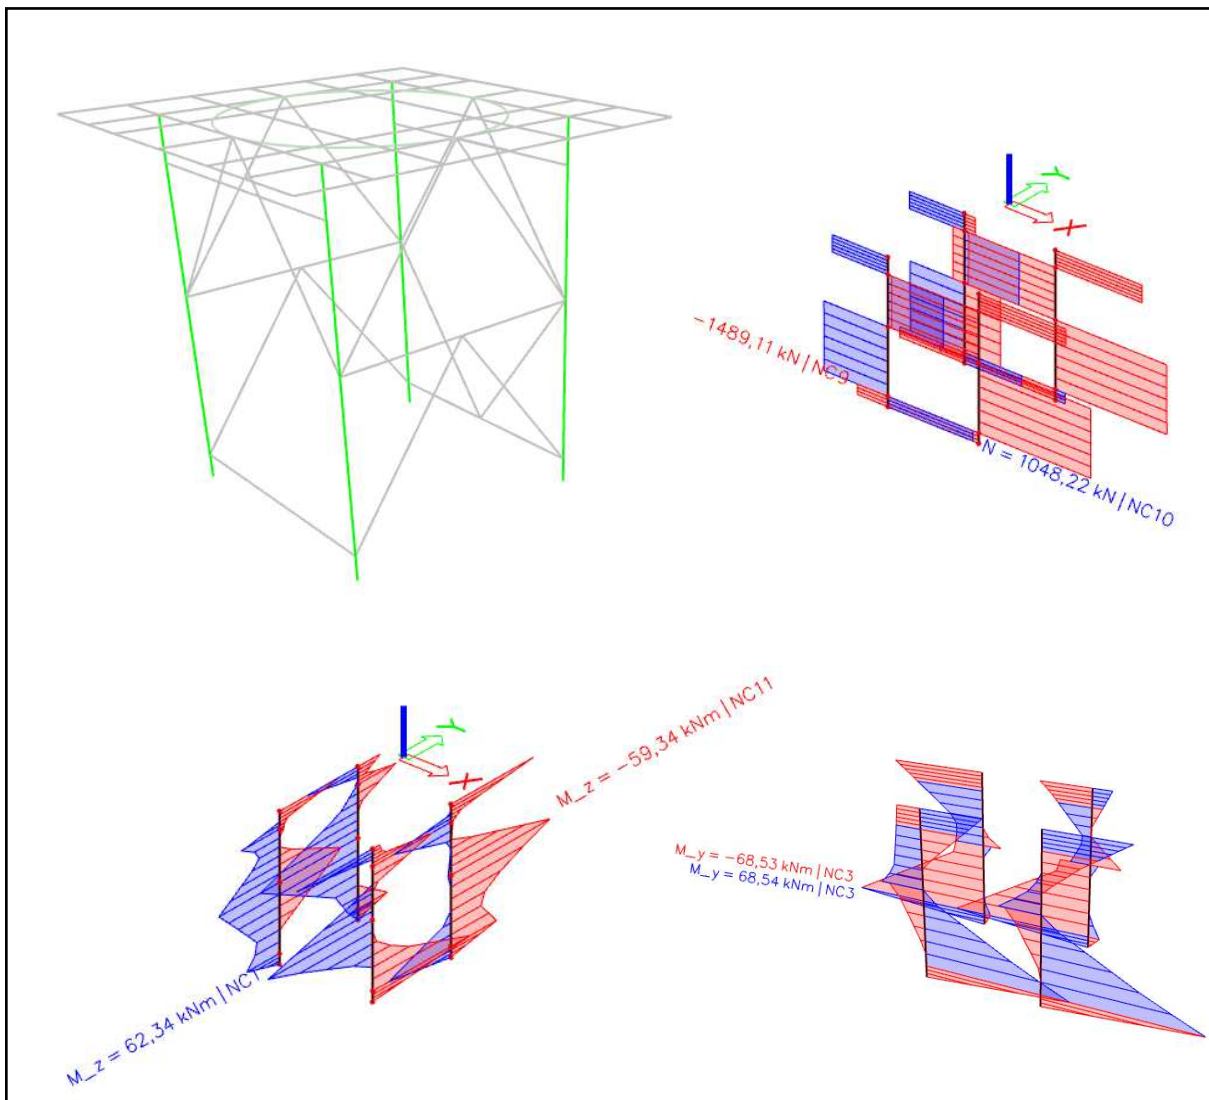 Y
X
-1489,11 kN | NC9
N = 1048,22 kN | NC10
Y
X
M_z = -59,34 kNm | NC11
M_z = 62,34 kNm | NC1
M_y = -68,53 kNm | NC3
M_y = 68,54 kNm | NC3